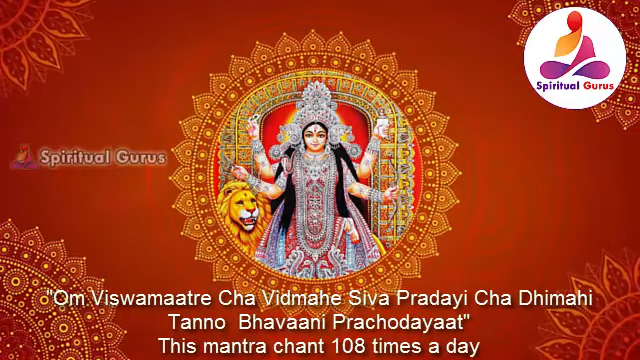 Spiritual Gurus
Spiritual Gurus
"Om Viswamaatre Cha Vidmahe Siva Pradayi Cha Dhimahi
Tanno  Bhavaani Prachodayaat"
This mantra chant 108 times a day